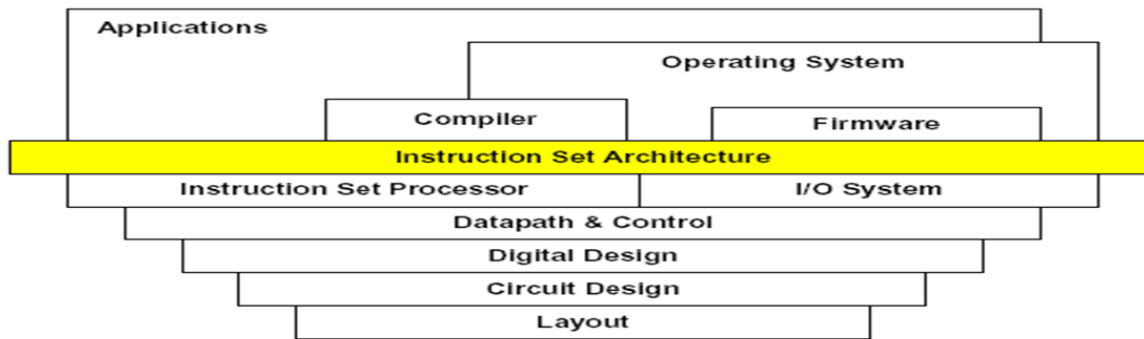 Applications
Operating System
Compiler
Firmware
Instruction Set Architecture
Instruction Set Processor
I/O System
Datapath & Control
Digital Design
Circuit Design
Layout